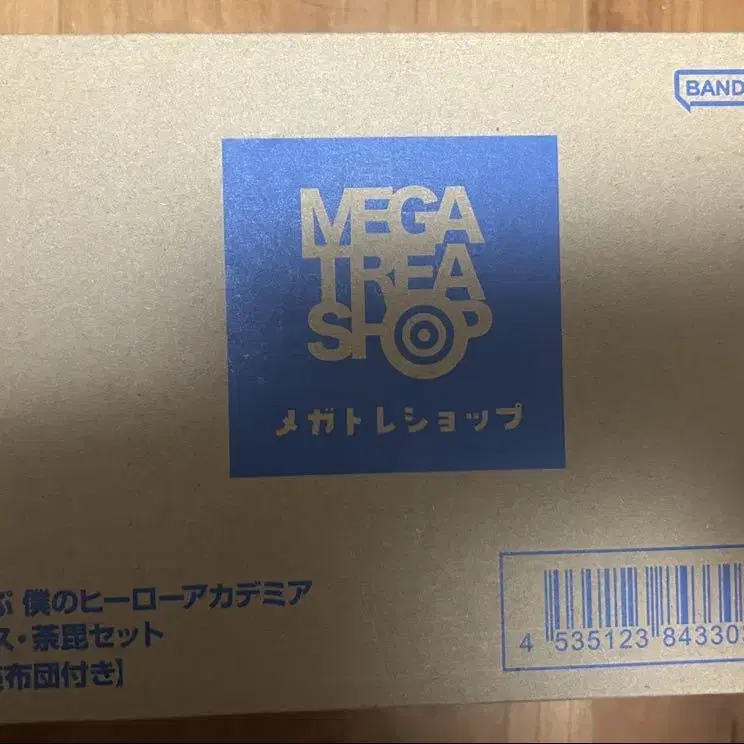 BAND
MEGA
TREA
SHOP
メガトレショップ
ぷ 僕のヒーローアカデミア
ス・荼毘セット
布団付き】
4 535123 84330